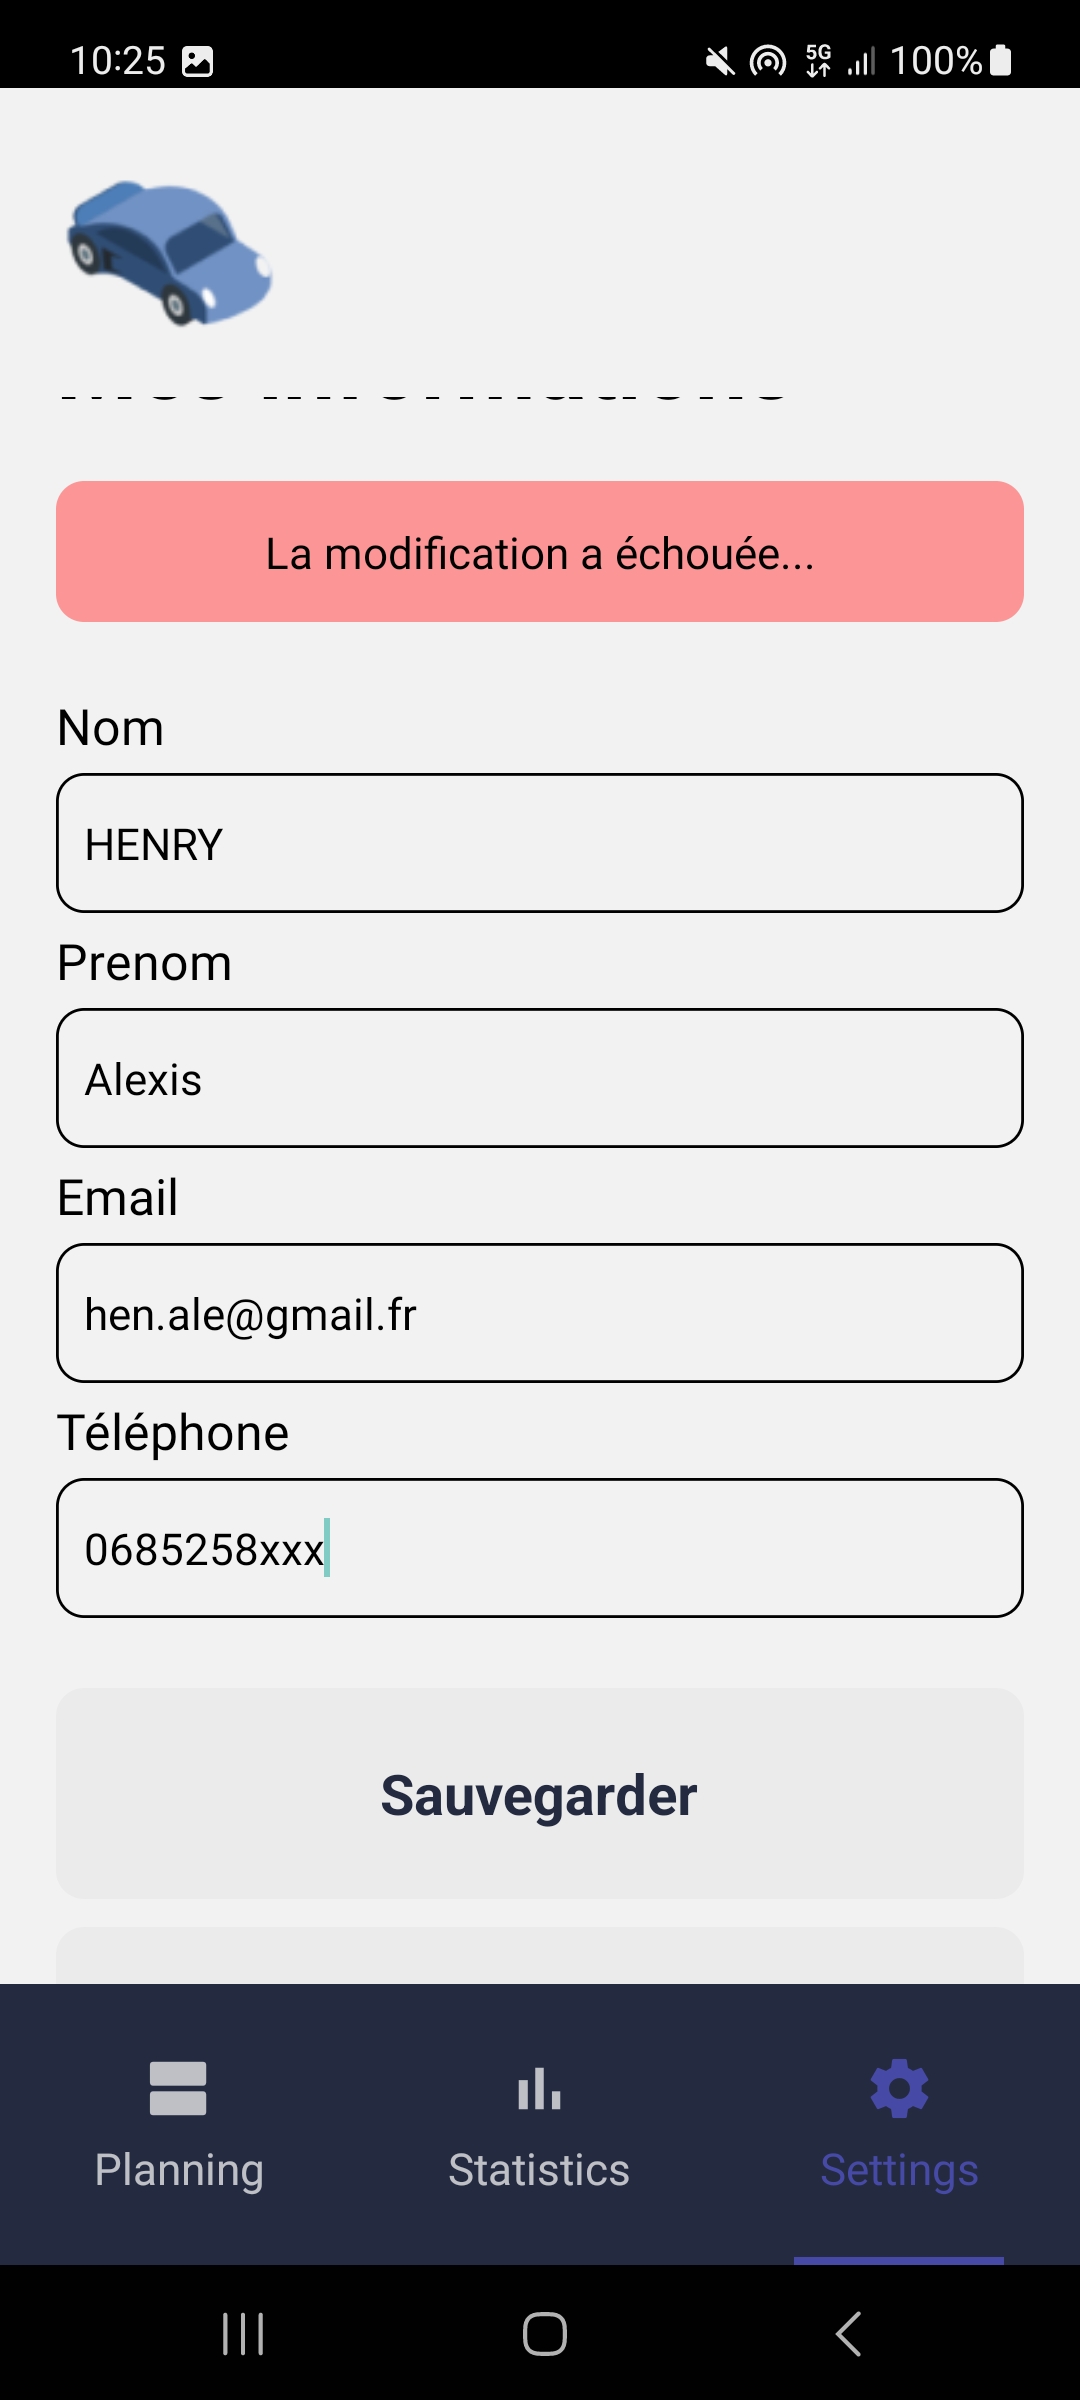 10:25 5G 100%
La modification a échouée...
Nom
HENRY
Prenom
Alexis
Email
hen.ale@gmail.fr
Téléphone
0685258xxx
Sauvegarder
Planning Statistics Settings